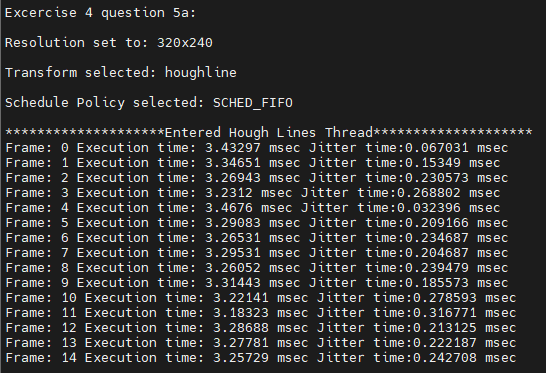 Excercise 4 question 5a:
Resolution set to: 320x240
Transform selected: houghline
Schedule Policy selected: SCHED_FIFO
********************Entered Hough Lines Thread********************
Frame: 0 Execution time: 3.43297 msec Jitter time:0.067031 msec
Frame: 1 Execution time: 3.34651 msec Jitter time:0.15349 msec
Frame: 2 Execution time: 3.26943 msec Jitter time:0.230573 msec
Frame: 3 Execution time: 3.2312 msec Jitter time:0.268802 msec
Frame: 4 Execution time: 3.4676 msec Jitter time:0.032396 msec
Frame: 5 Execution time: 3.29083 msec Jitter time:0.209166 msec
Frame: 6 Execution time: 3.26531 msec Jitter time:0.234687 msec
Frame: 7 Execution time: 3.29531 msec Jitter time:0.204687 msec
Frame: 8 Execution time: 3.26052 msec Jitter time:0.239479 msec
Frame: 9 Execution time: 3.31443 msec Jitter time:0.185573 msec
Frame: 10 Execution time: 3.22141 msec Jitter time:0.278593 msec
Frame: 11 Execution time: 3.18323 msec Jitter time:0.316771 msec
Frame: 12 Execution time: 3.28688 msec Jitter time:0.213125 msec
Frame: 13 Execution time: 3.27781 msec Jitter time:0.222187 msec
Frame: 14 Execution time: 3.25729 msec Jitter time:0.242708 msec